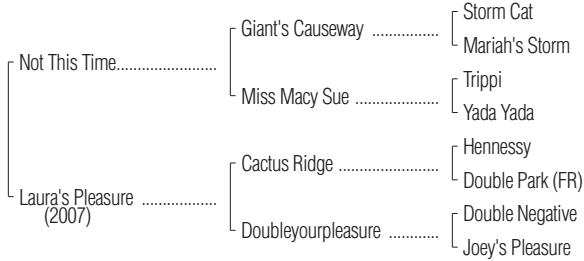 Storm Cat
Giant's Causeway ..................
Mariah's Storm
Not This Time...........................
Trippi
Miss Macy Sue ......................
Yada Yada
Hennessy
Cactus Ridge ..........................
Double Park (FR)
Laura's Pleasure ....................
(2007)
Double Negative
Doubleyourpleasure .............
Joey's Pleasure